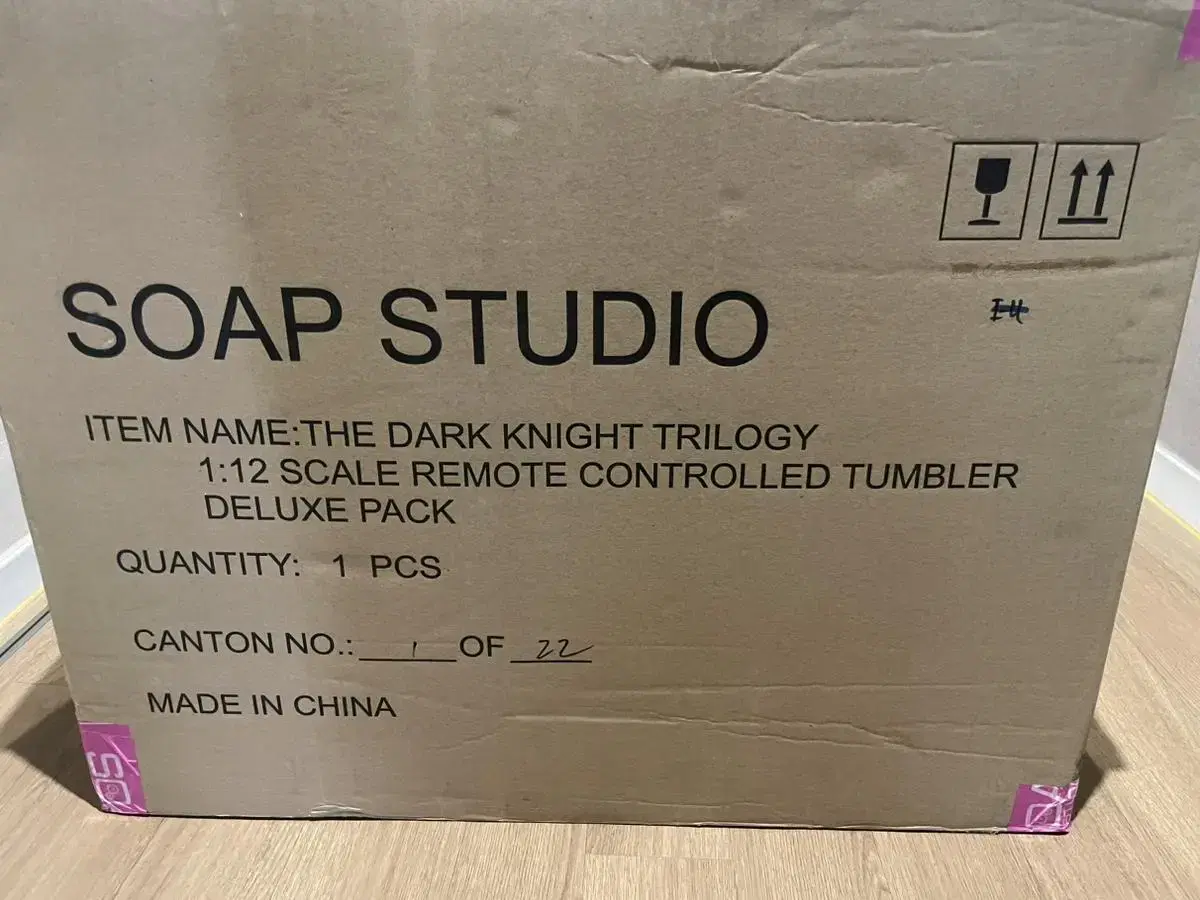 SOAP STUDIO
ITEM NAME:THE DARK KNIGHT TRILOGY
1:12 SCALE REMOTE CONTROLLED TUMBLER
DELUXE PACK
QUANTITY: 1 PCS
CANTON NO.: 1 OF 22
MADE IN CHINA